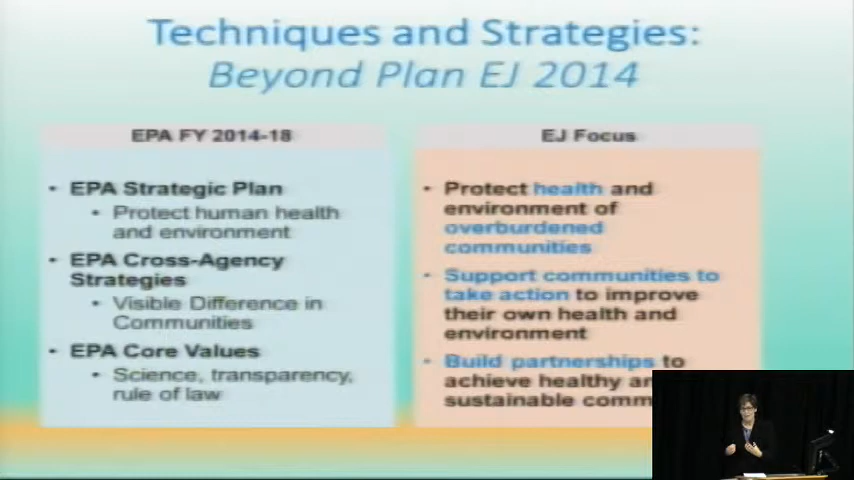 Techniques and Strategies:
Beyond Plan EJ 2014
EPA FY 2014-18
• EPA Strategic Plan
• Protect human health
and environment
• EPA Cross-Agency
Strategies
• Visible Difference in
Communities
• EPA Core Values
• Science, transparency,
rule of law
EJ Focus
• Protect health and
environment of
overburdened
communities
• Support communities to
take action to improve
their own health and
environment
• Build partnerships to
achieve healthy
sustainable